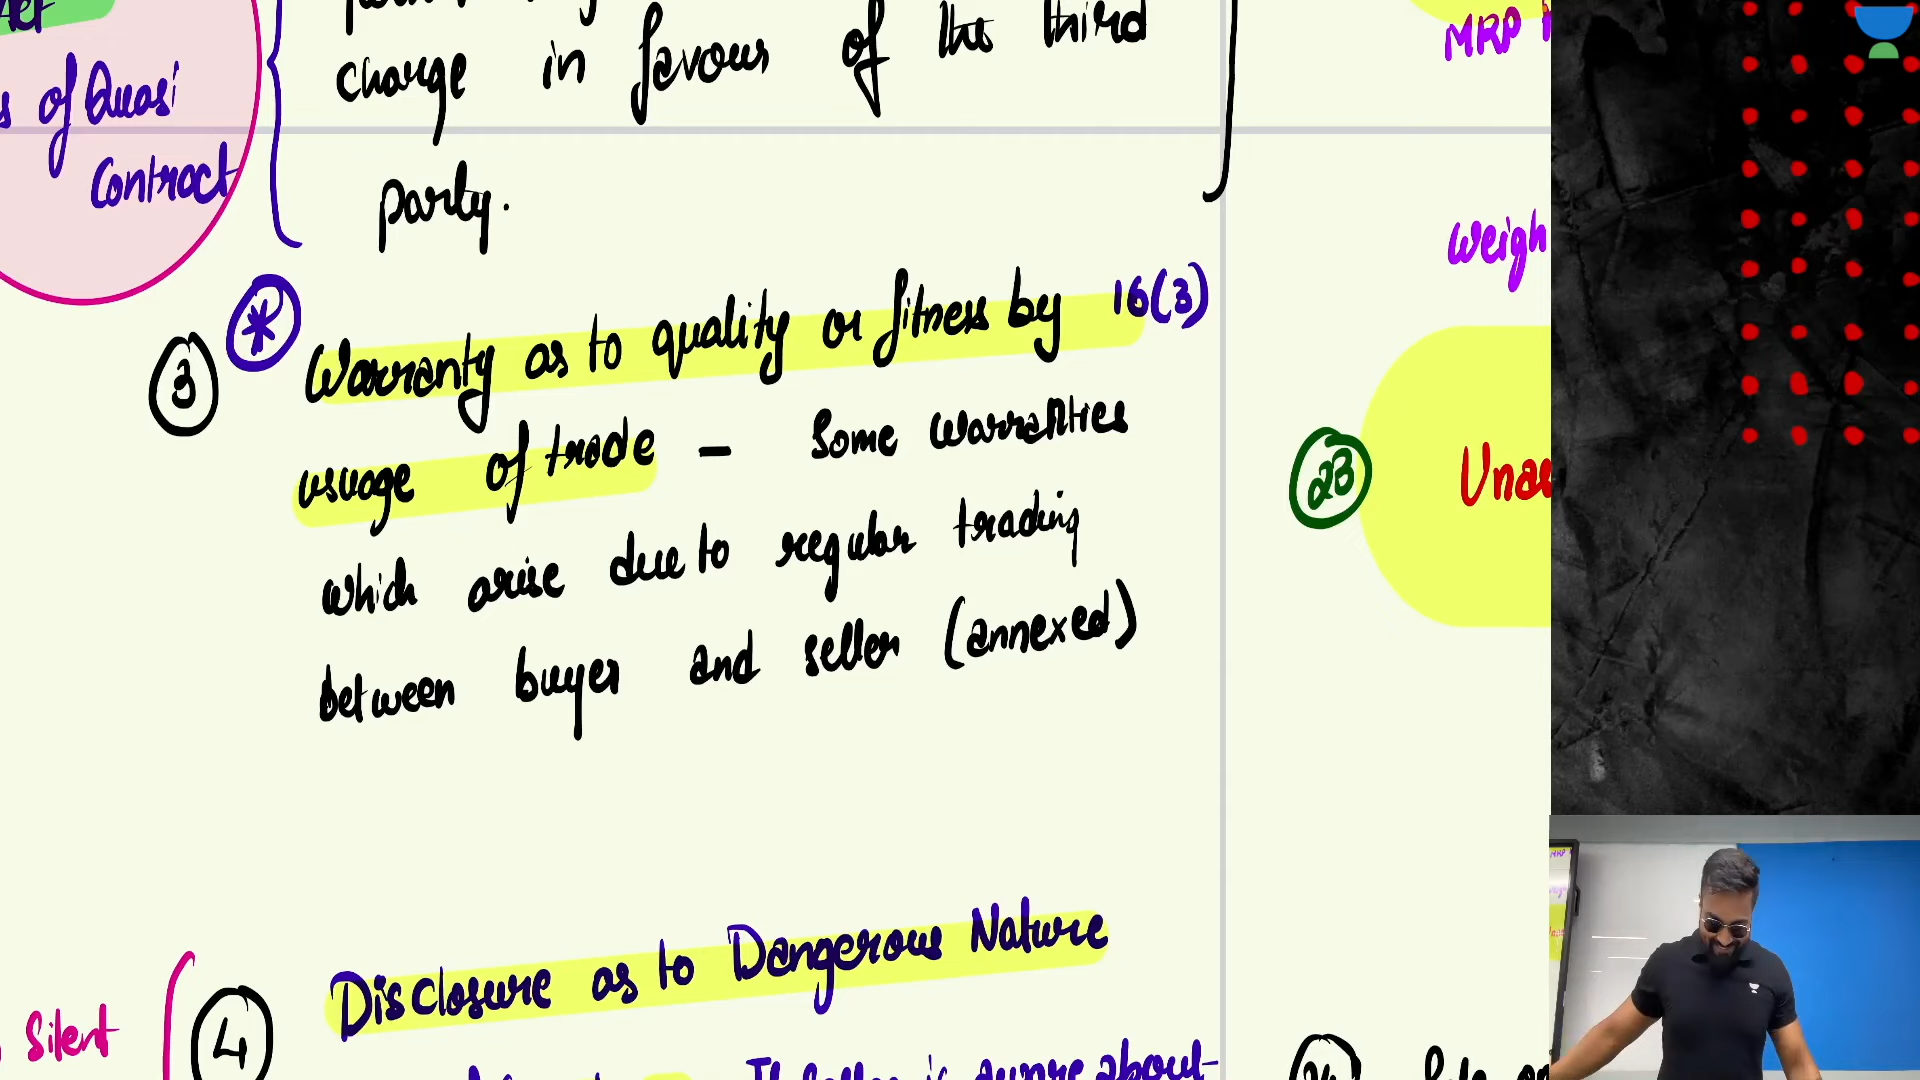 of Quasi
Contract
charge in favour of the third
party.
3 * Warranty as to quality or fitness by 16(3)
usuage of trade – Some warranties
which arise due to regular trading
between buyer and seller (annexed)
4 Disclosure as to Dangerous Nature
Silent
MRP
Weigh
23